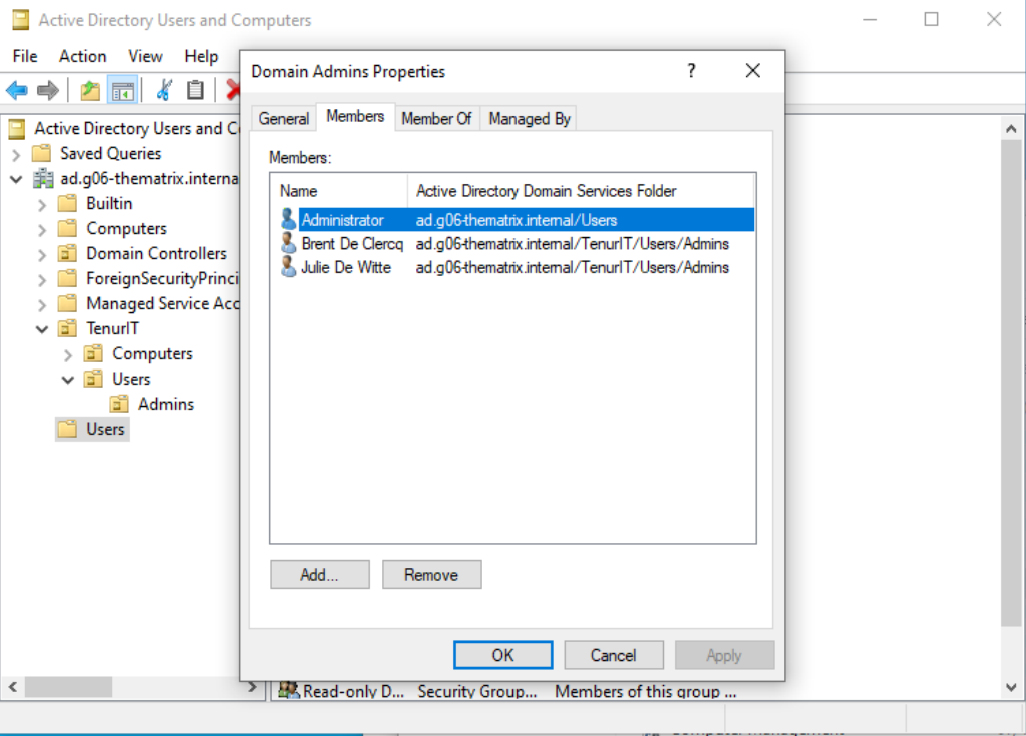 Active Directory Users and Computers
File Action View Help
Domain Admins Properties
?
General Members Member Of Managed By
Active Directory Users and C
Saved Queries
ad.g06-thematrix.interna
Builtin
Computers
Domain Controllers
ForeignSecurityPrinci
Managed Service Acc
TenurIT
Computers
Users
Admins
Users
Members:
Name Active Directory Domain Services Folder
Administrator ad.g06-thematrix.internal/Users
Brent De Clercq ad.g06-thematrix.internal/TenurIT/Users/Admins
Julie De Witte ad.g06-thematrix.internal/TenurIT/Users/Admins
Add... Remove
OK Cancel Apply
Read-only D... Security Group... Members of this group ...